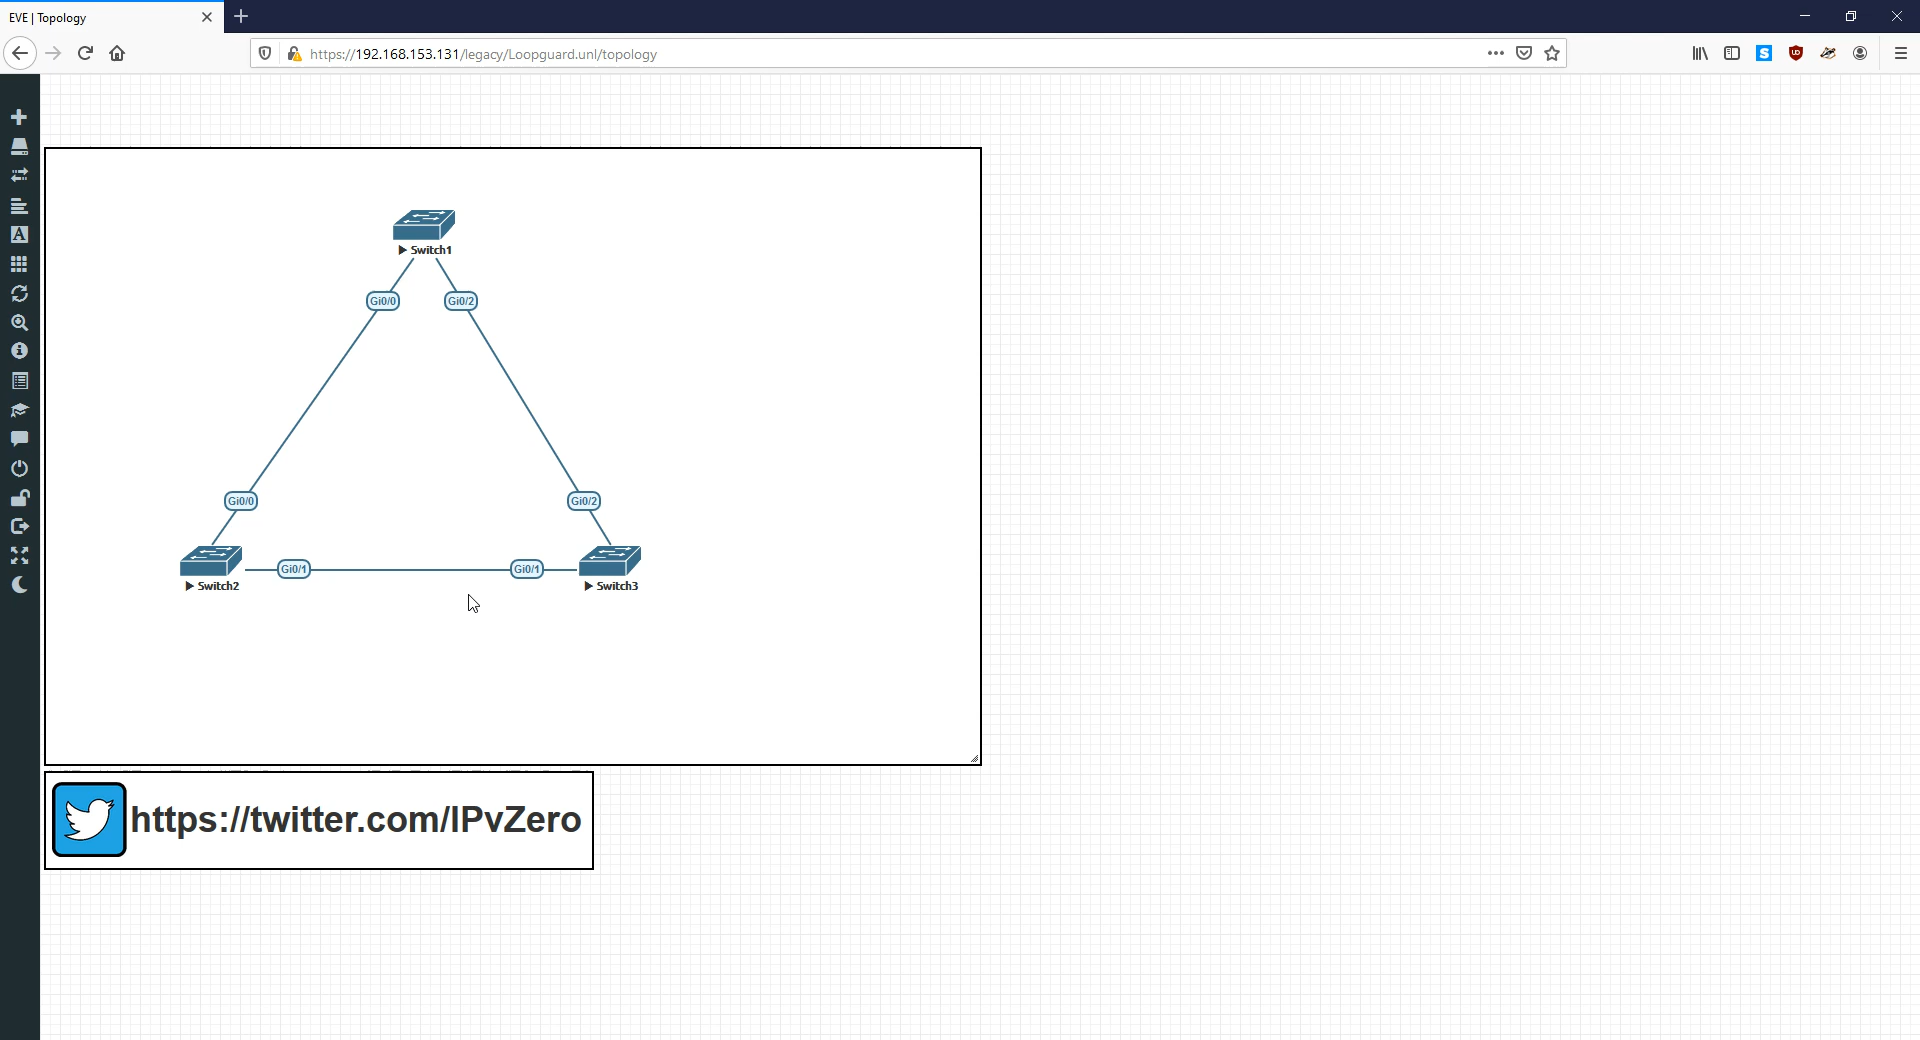 EVE | Topology
https://192.168.153.131/legacy/Loopguard.unl/topology
Switch1
Gi0/0
Gi0/2
Gi0/0
Gi0/2
Gi0/1
Gi0/1
Switch2
Switch3
https://twitter.com/IPvZero